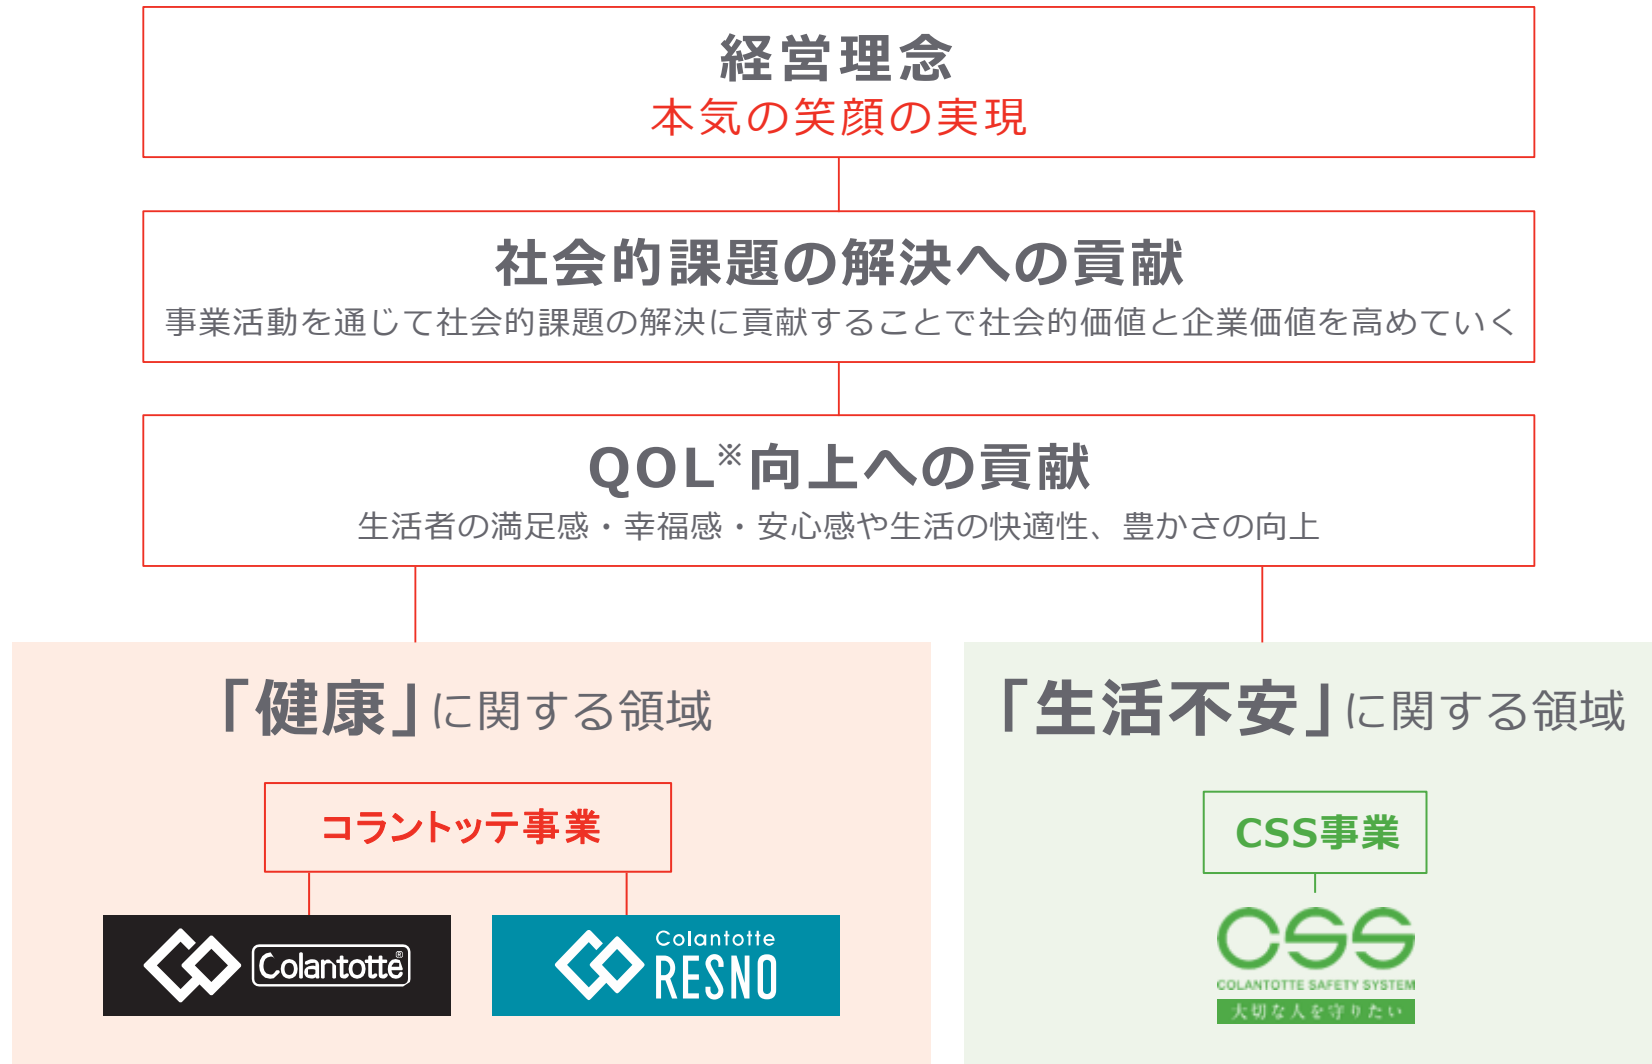 経営理念
本気の笑顔の実現
社会的課題の解決への貢献
事業活動を通じて社会的課題の解決に貢献することで社会的価値と企業価値を高めていく
QOL※向上への貢献
生活者の満足感・幸福感・安心感や生活の快適性、豊かさの向上
「健康」に関する領域
コラントッテ事業
Colantotte®
Colantotte
RESNO
「生活不安」に関する領域
CSS事業
CSS
COLANTOTTE SAFETY SYSTEM
大切な人を守りたい